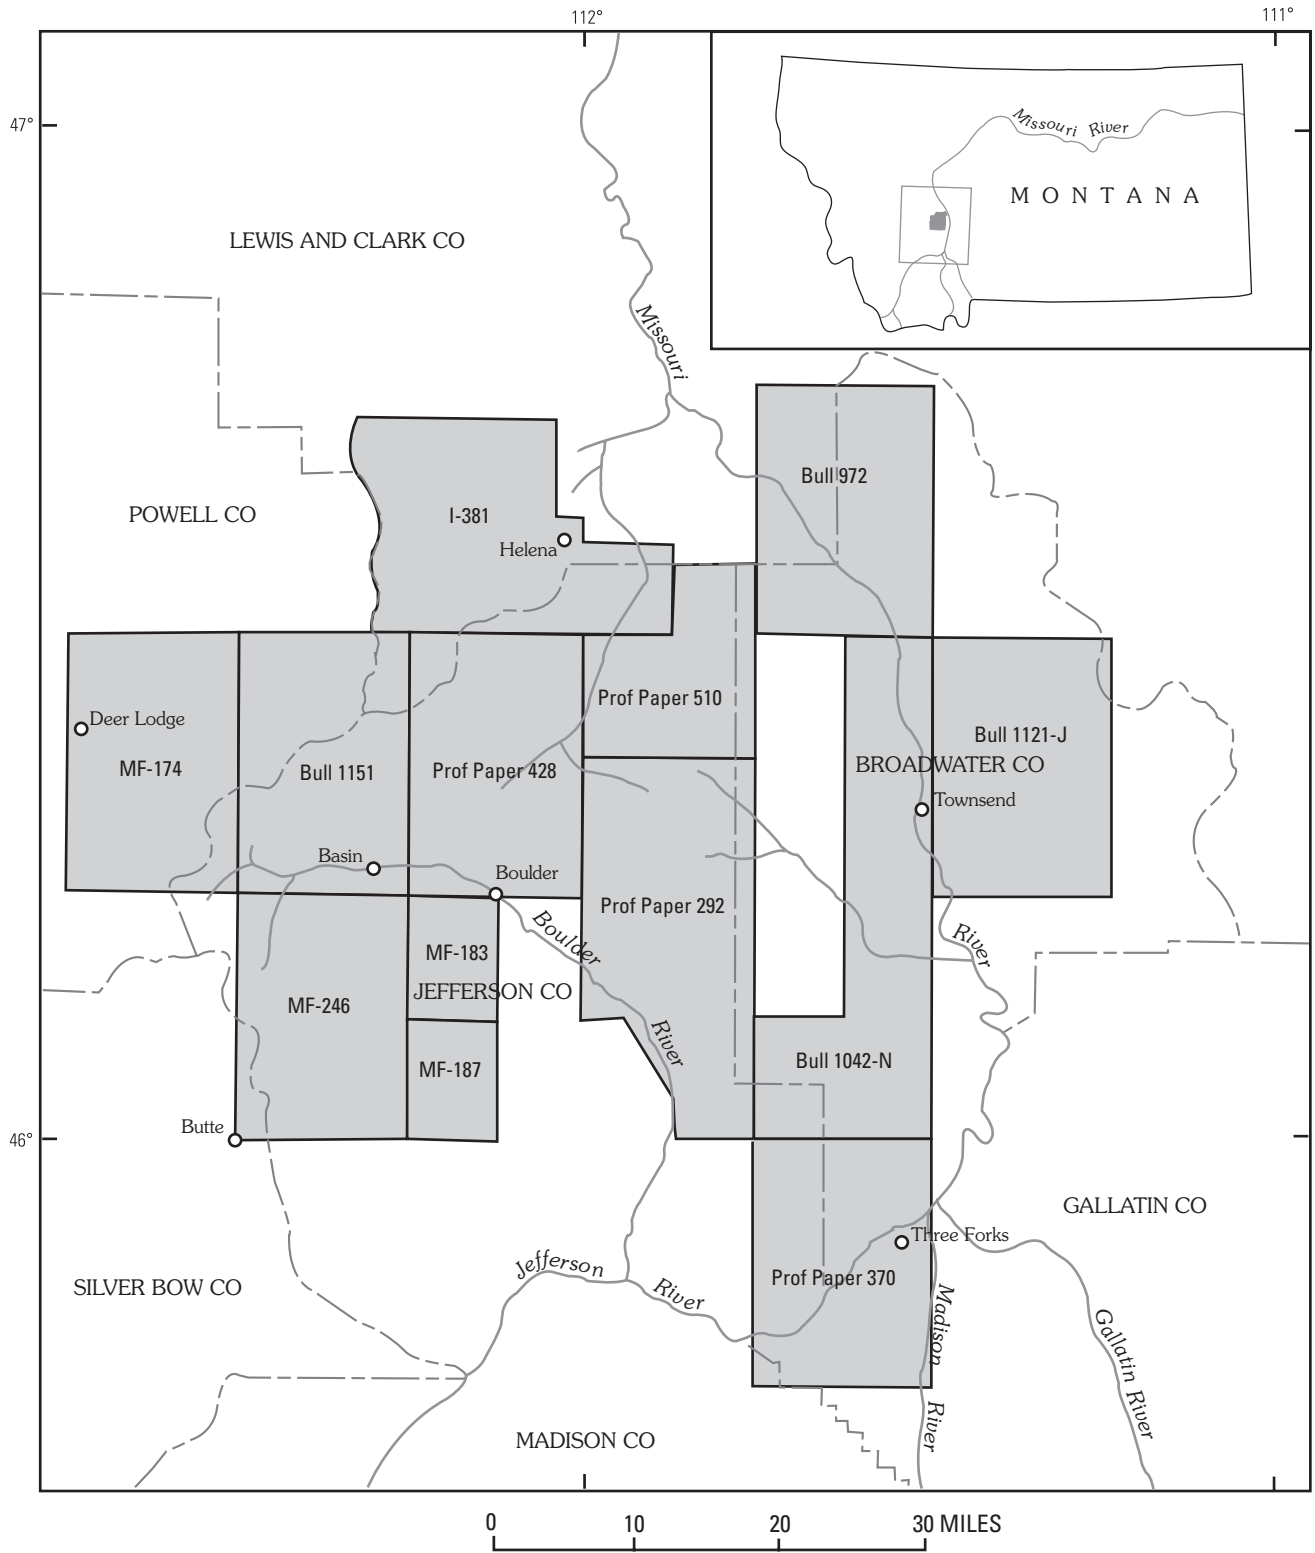 112°
111°
47°
Missouri River
MONTANA
LEWIS AND CLARK CO
Missouri
Bull 972
POWELL CO
I-381
Helena
Prof Paper 510
Deer Lodge
MF-174
Bull 1151
Prof Paper 428
Bull 1121-J
BROADWATER CO
Townsend
Basin
Boulder
Prof Paper 292
Boulder
River
MF-183
JEFFERSON CO
MF-246
River
MF-187
Bull 1042-N
Butte
46°
GALLATIN CO
Three Forks
Jefferson
River
SILVER BOW CO
Prof Paper 370
Madison
River
Gallatin River
MADISON CO
0 10 20 30 MILES